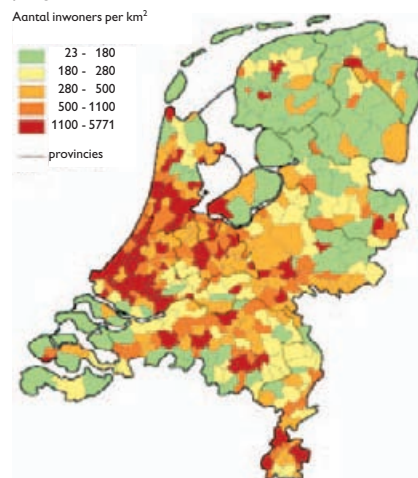 Aantal inwoners per km²
23 - 180
180 - 280
280 - 500
500 - 1100
1100 - 5771
provincies